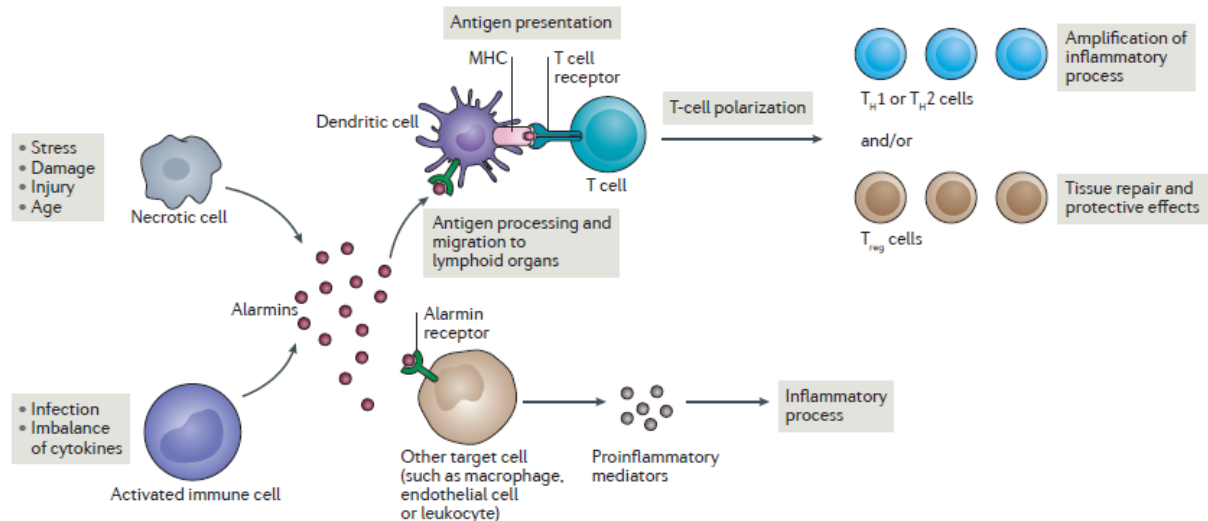 Antigen presentation
MHC
T cell
receptor
Dendritic cell
T cell
T-cell polarization
Amplification of
inflammatory
process
T_H1 or T_H2 cells
and/or
Tissue repair and
protective effects
T_reg cells
• Stress
• Damage
• Injury
• Age
Necrotic cell
Antigen processing and
migration to
lymphoid organs
Alarmins
Alarmin
receptor
• Infection
• Imbalance
of cytokines
Activated immune cell
Other target cell
(such as macrophage,
endothelial cell
or leukocyte)
Proinflammatory
mediators
Inflammatory
process